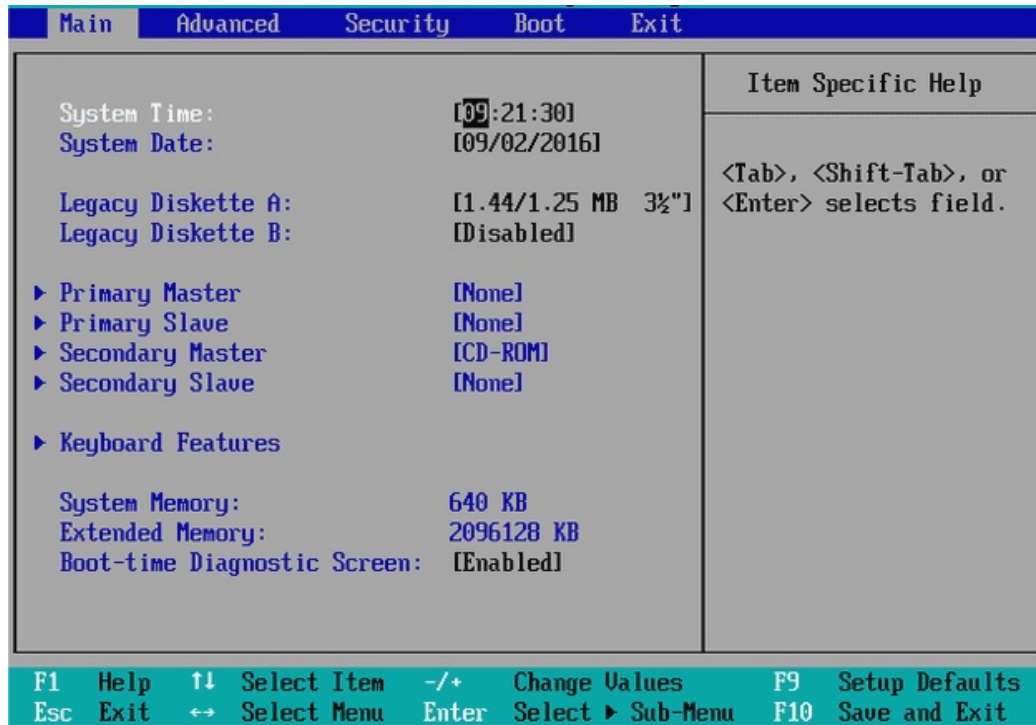 Main Advanced Security Boot Exit
Item Specific Help
System Time: [09:21:30]
System Date: [09/02/2016]
<Tab>, <Shift-Tab>, or
<Enter> selects field.
Legacy Diskette A: [1.44/1.25 MB 3½"]
Legacy Diskette B: [Disabled]
▶ Primary Master [None]
▶ Primary Slave [None]
▶ Secondary Master [CD-ROM]
▶ Secondary Slave [None]
▶ Keyboard Features
System Memory: 640 KB
Extended Memory: 2096128 KB
Boot-time Diagnostic Screen: [Enabled]
F1 Help ↑↓ Select Item -/+ Change Values F9 Setup Defaults
Esc Exit ↔ Select Menu Enter Select ▶ Sub-Menu F10 Save and Exit